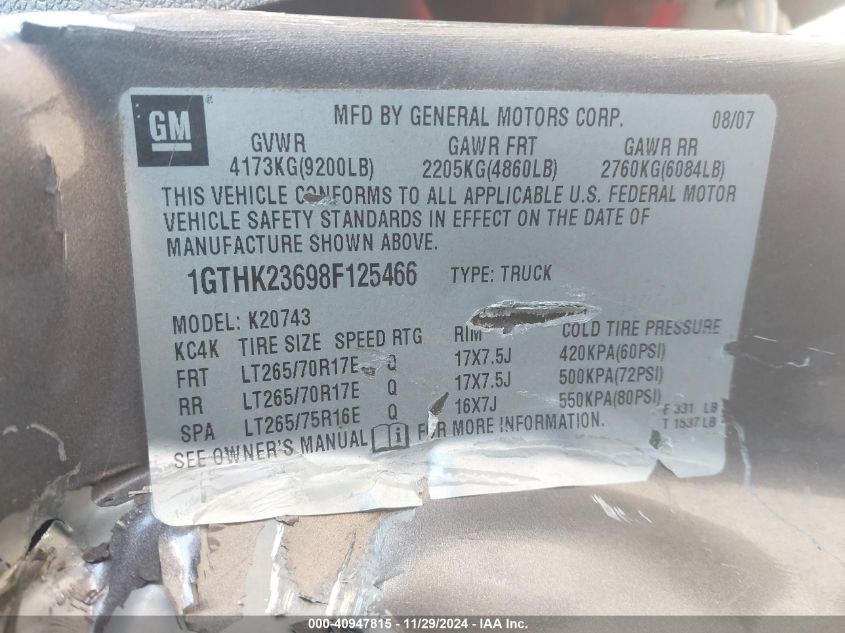 GM ® MFD BY GENERAL MOTORS CORP. 08/07
GVWR GAWR FRT GAWR RR
4173KG(9200LB) 2205KG(4860LB) 2760KG(6084LB)
THIS VEHICLE CONFORMS TO ALL APPLICABLE U.S. FEDERAL MOTOR
VEHICLE SAFETY STANDARDS IN EFFECT ON THE DATE OF
MANUFACTURE SHOWN ABOVE.
1GTHK23698F125466 TYPE: TRUCK
MODEL: K20743
KC4K TIRE SIZE SPEED RTG RIM COLD TIRE PRESSURE
FRT LT265/70R17E Q 17X7.5J 420KPA(60PSI)
RR LT265/70R17E Q 17X7.5J 500KPA(72PSI)
SPA LT265/75R16E Q 16X7J 550KPA(80PSI)
SEE OWNER'S MANUAL i FOR MORE INFORMATION.
F 331 LB
T 1537 LB
000-40947815 - 11/29/2024 - IAA Inc.